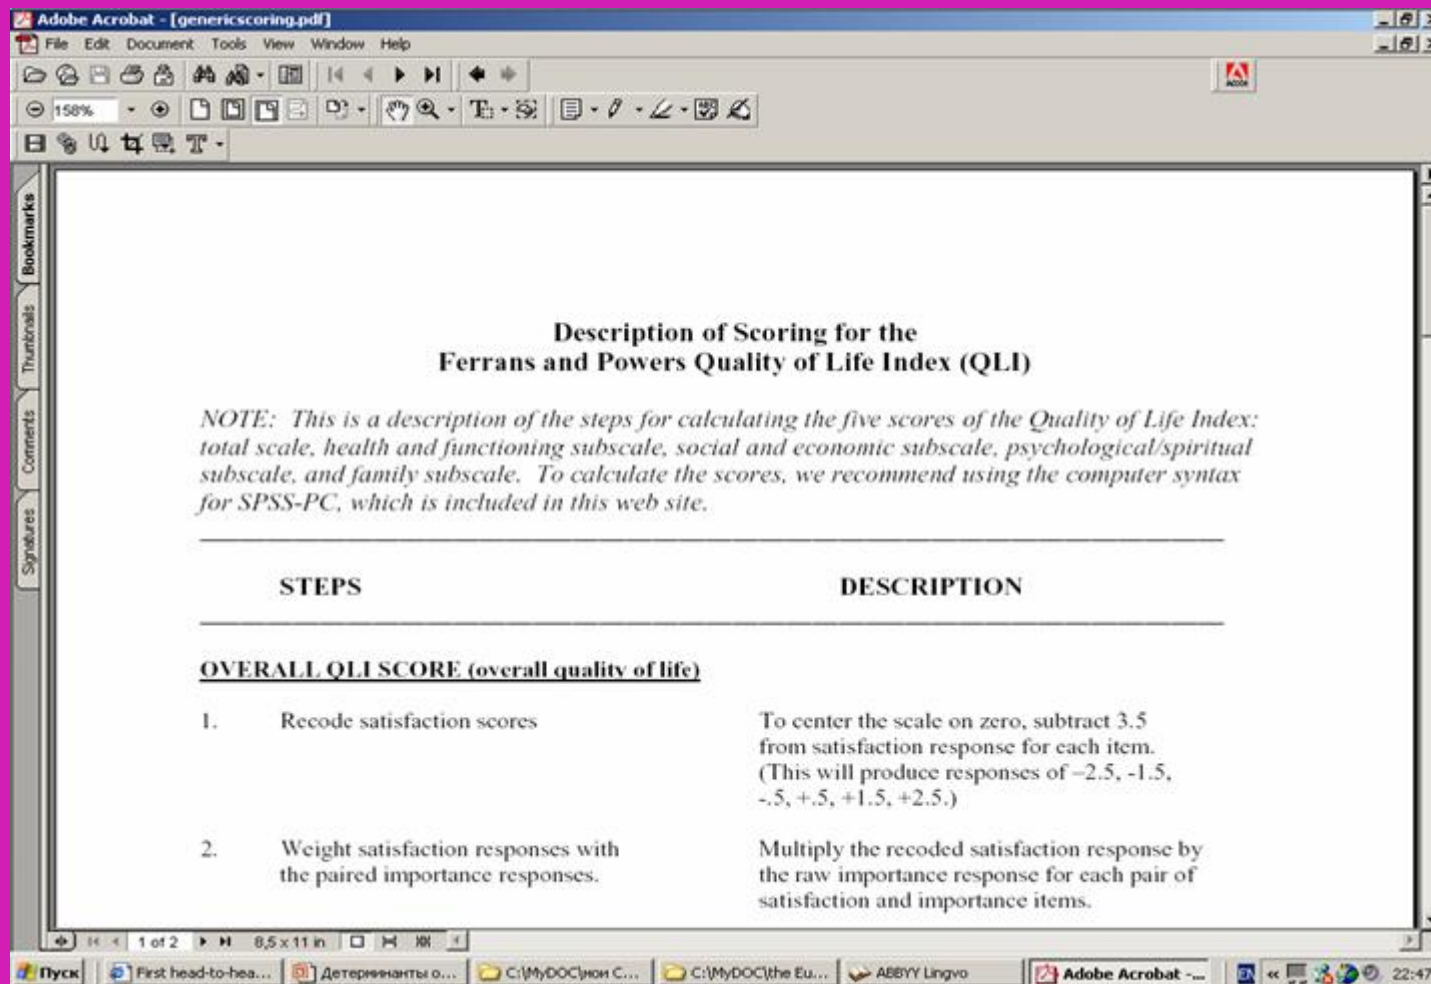 Adobe Acrobat - [genericscoring.pdf]
File Edit Document Tools View Window Help
158%
Bookmarks
Thumbnails
Comments
Signatures
Description of Scoring for the
Ferrans and Powers Quality of Life Index (QLI)
NOTE: This is a description of the steps for calculating the five scores of the Quality of Life Index:
total scale, health and functioning subscale, social and economic subscale, psychological/spiritual
subscale, and family subscale. To calculate the scores, we recommend using the computer syntax
for SPSS-PC, which is included in this web site.
STEPS DESCRIPTION
OVERALL QLI SCORE (overall quality of life)
1. Recode satisfaction scores
To center the scale on zero, subtract 3.5
from satisfaction response for each item.
(This will produce responses of –2.5, -1.5,
-.5, +.5, +1.5, +2.5.)
2. Weight satisfaction responses with
the paired importance responses.
Multiply the recoded satisfaction response by
the raw importance response for each pair of
satisfaction and importance items.
1 of 2 8,5 x 11 in
Пуск First head-to-hea... Детерминанты о... C:\MyDOC\мои С... C:\MyDOC\the Eu... ABBYY Lingvo Adobe Acrobat -... EN « 22:47